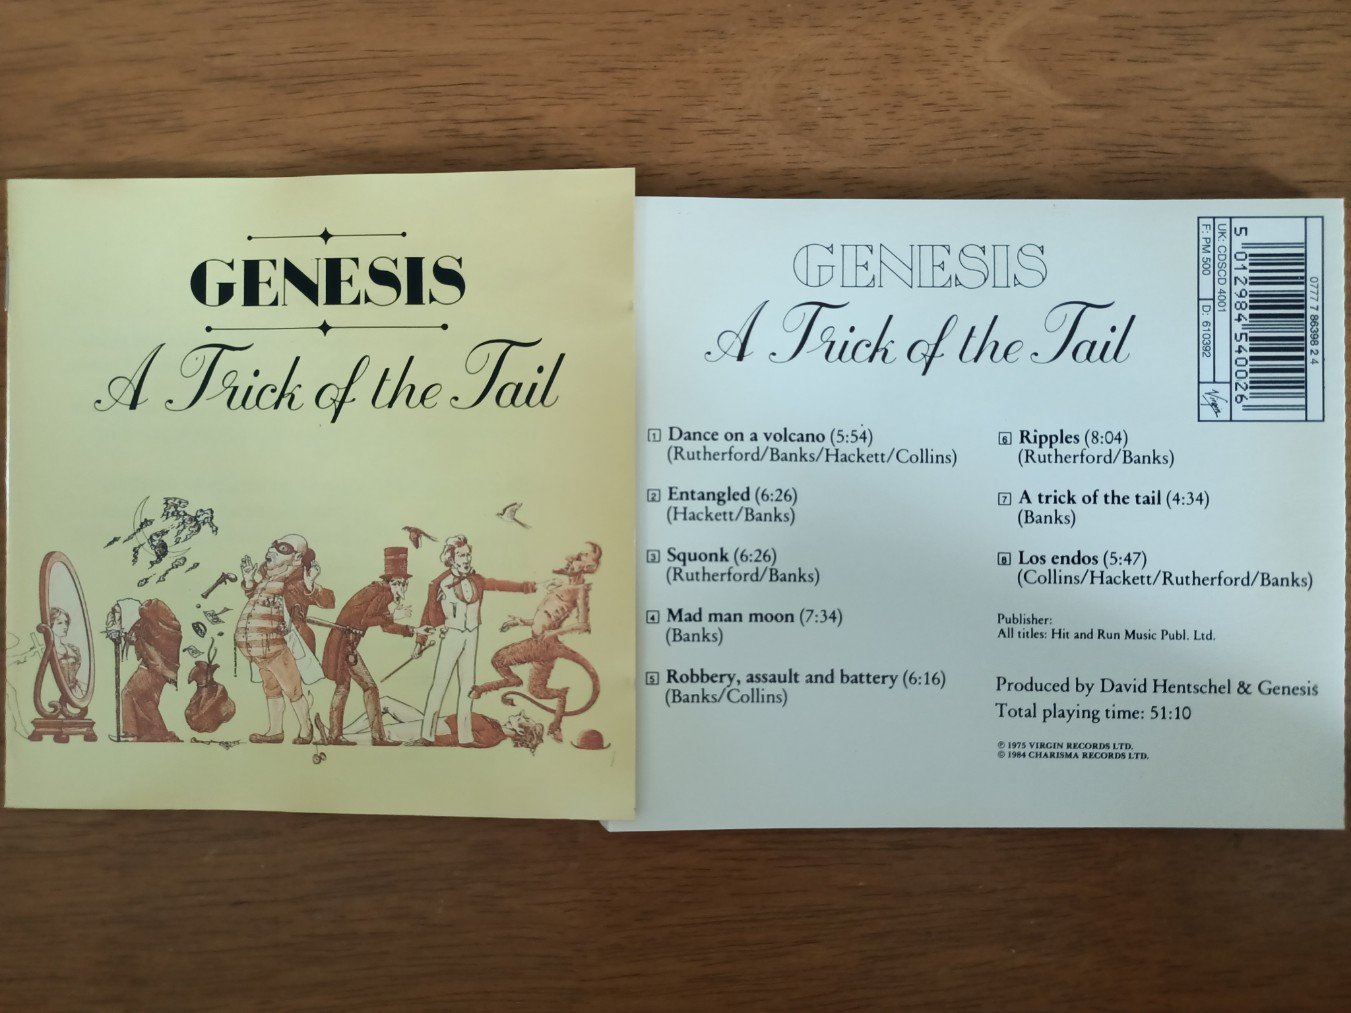 GENESIS
A Trick of the Tail
GENESIS
A Trick of the Tail
5 012984 540026
0777 7 86398 2 4
UK: CDSCD 4001
F: PM 500
D: 610392
Virgin
1 Dance on a volcano (5:54)
(Rutherford/Banks/Hackett/Collins)
2 Entangled (6:26)
(Hackett/Banks)
3 Squonk (6:26)
(Rutherford/Banks)
4 Mad man moon (7:34)
(Banks)
5 Robbery, assault and battery (6:16)
(Banks/Collins)
6 Ripples (8:04)
(Rutherford/Banks)
7 A trick of the tail (4:34)
(Banks)
8 Los endos (5:47)
(Collins/Hackett/Rutherford/Banks)
Publisher:
All titles: Hit and Run Music Publ. Ltd.
Produced by David Hentschel & Genesis
Total playing time: 51:10
℗ 1975 VIRGIN RECORDS LTD.
© 1984 CHARISMA RECORDS LTD.